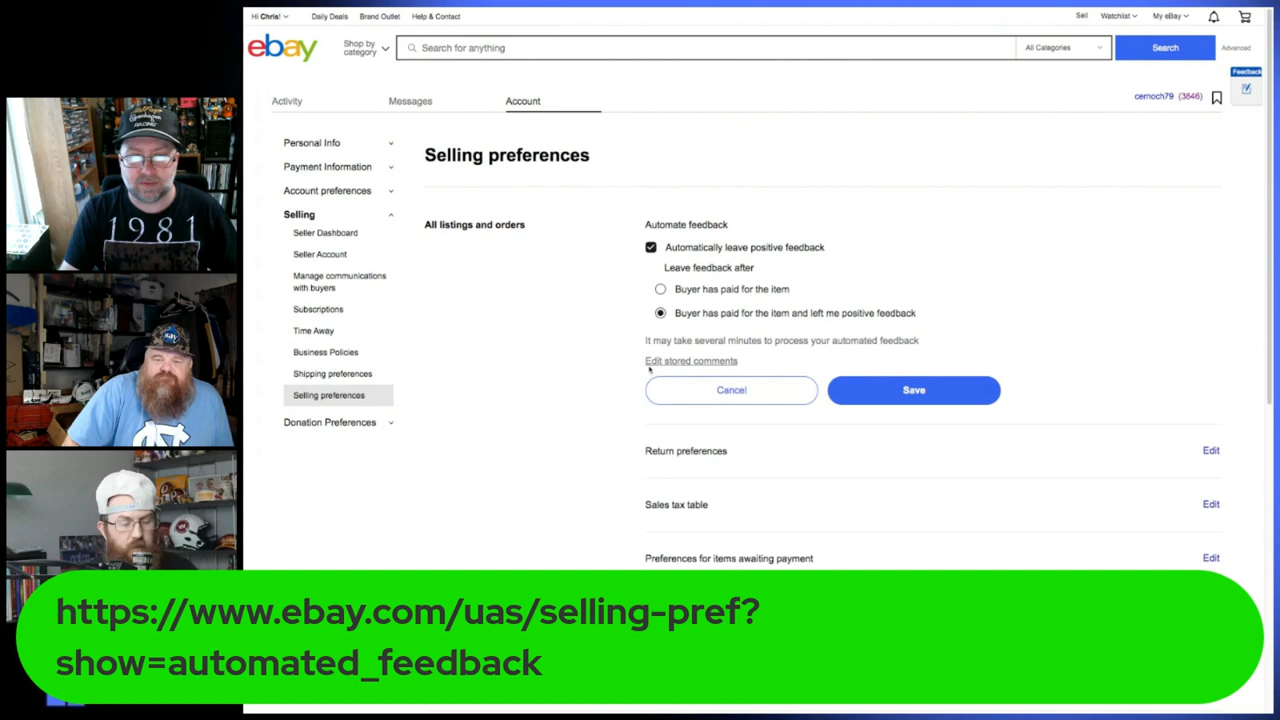 Hi Chris!
Daily Deals
Brand Outlet
Help & Contact
Sell
Watchlist
My eBay
ebay
Shop by
category
Search for anything
All Categories
Search
Advanced
Feedback
Activity
Messages
Account
cernoch79 (3846)
Personal Info
Payment Information
Account preferences
Selling
Seller Dashboard
Seller Account
Manage communications
with buyers
Subscriptions
Time Away
Business Policies
Shipping preferences
Selling preferences
Donation Preferences
Selling preferences
All listings and orders
Automate feedback
Automatically leave positive feedback
Leave feedback after
Buyer has paid for the item
Buyer has paid for the item and left me positive feedback
It may take several minutes to process your automated feedback
Edit stored comments
Cancel
Save
Return preferences
Edit
Sales tax table
Edit
Preferences for items awaiting payment
Edit
1981
https://www.ebay.com/uas/selling-pref?
show=automated_feedback